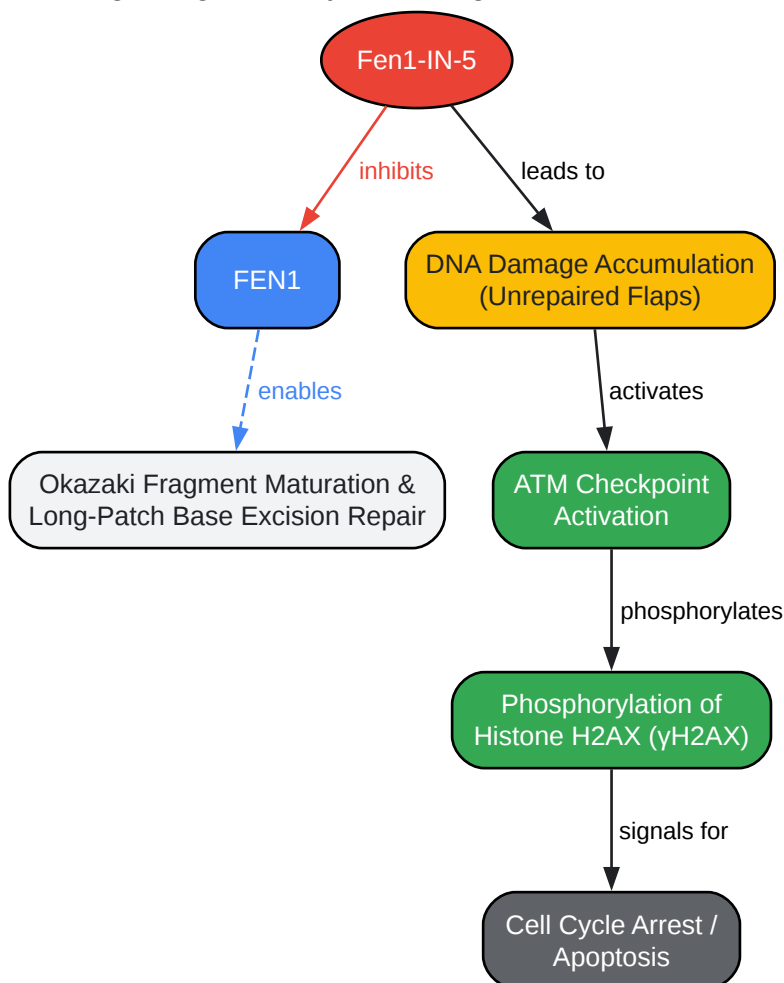 Fen1-IN-5
inhibits
leads to
FEN1
DNA Damage Accumulation
(Unrepaired Flaps)
enables
activates
Okazaki Fragment Maturation &
Long-Patch Base Excision Repair
ATM Checkpoint
Activation
phosphorylates
Phosphorylation of
Histone H2AX (γH2AX)
signals for
Cell Cycle Arrest /
Apoptosis